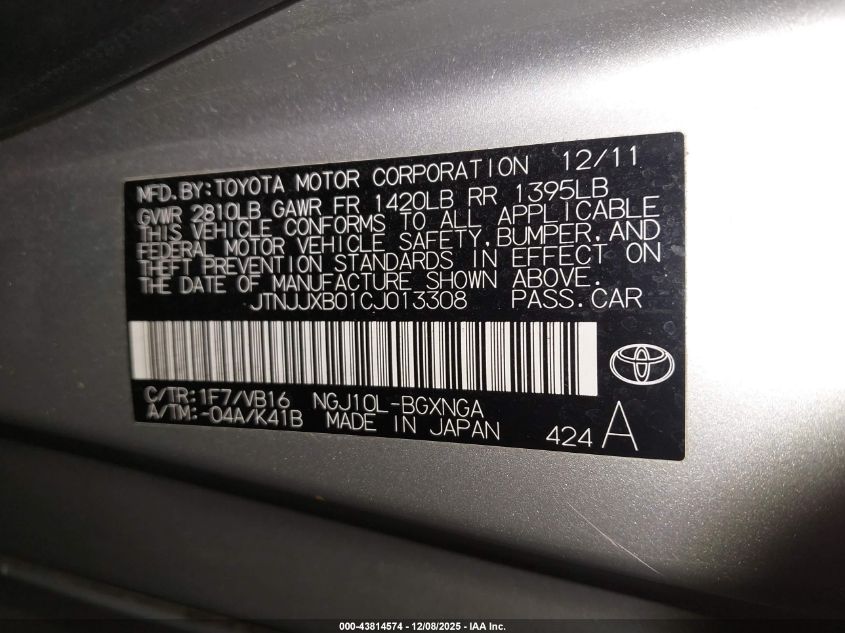 MFD.BY:TOYOTA MOTOR CORPORATION 12/11
GVWR 2810LB GAWR FR 1420LB RR 1395LB
THIS VEHICLE CONFORMS TO ALL APPLICABLE
FEDERAL MOTOR VEHICLE SAFETY,BUMPER,AND
THEFT PREVENTION STANDARDS IN EFFECT ON
THE DATE OF MANUFACTURE SHOWN ABOVE.
JTNJJXB01CJ013308 PASS.CAR
C/TR:1F7/VB16 NGJ10L-BGXNGA
A/TM:-04A/K41B MADE IN JAPAN 424 A
000-43814574 | 12/08/2025 - IAA Inc.